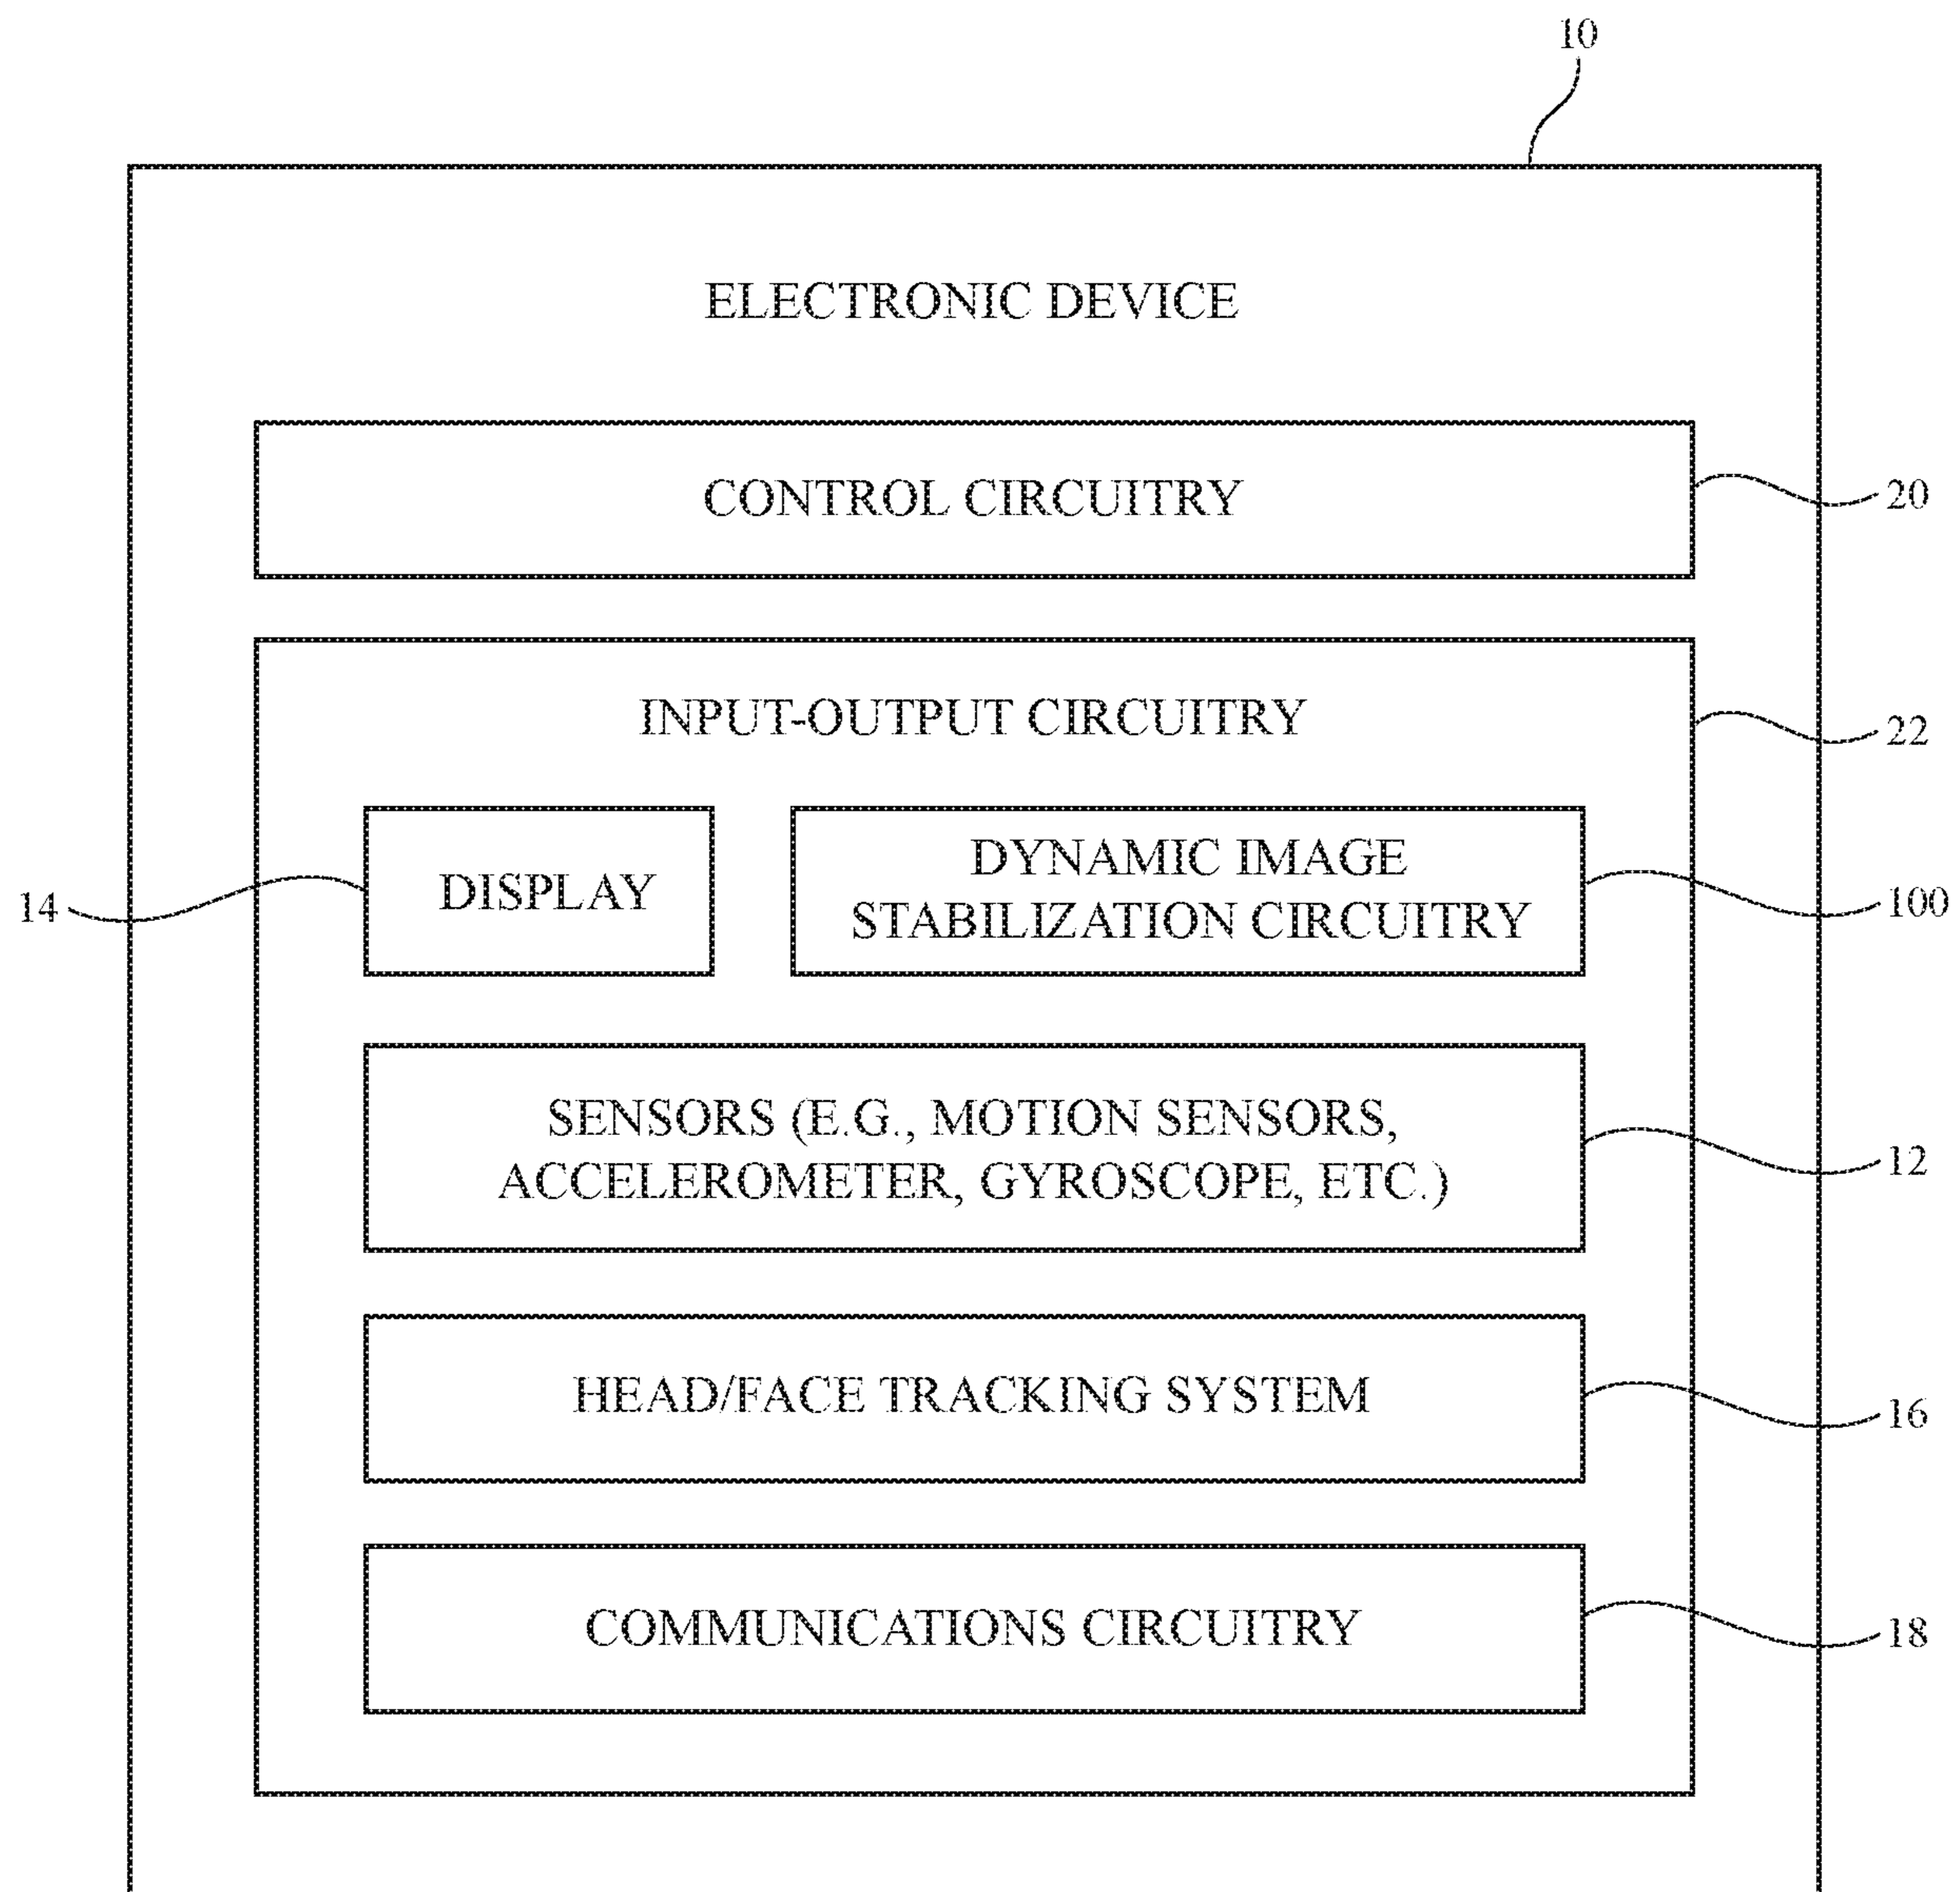 10
ELECTRONIC DEVICE
CONTROL CIRCUITRY
20
INPUT-OUTPUT CIRCUITRY
22
14
DISPLAY
DYNAMIC IMAGE
STABILIZATION CIRCUITRY
100
SENSORS (E.G., MOTION SENSORS,
ACCELEROMETER, GYROSCOPE, ETC.)
12
HEAD/FACE TRACKING SYSTEM
16
COMMUNICATIONS CIRCUITRY
18